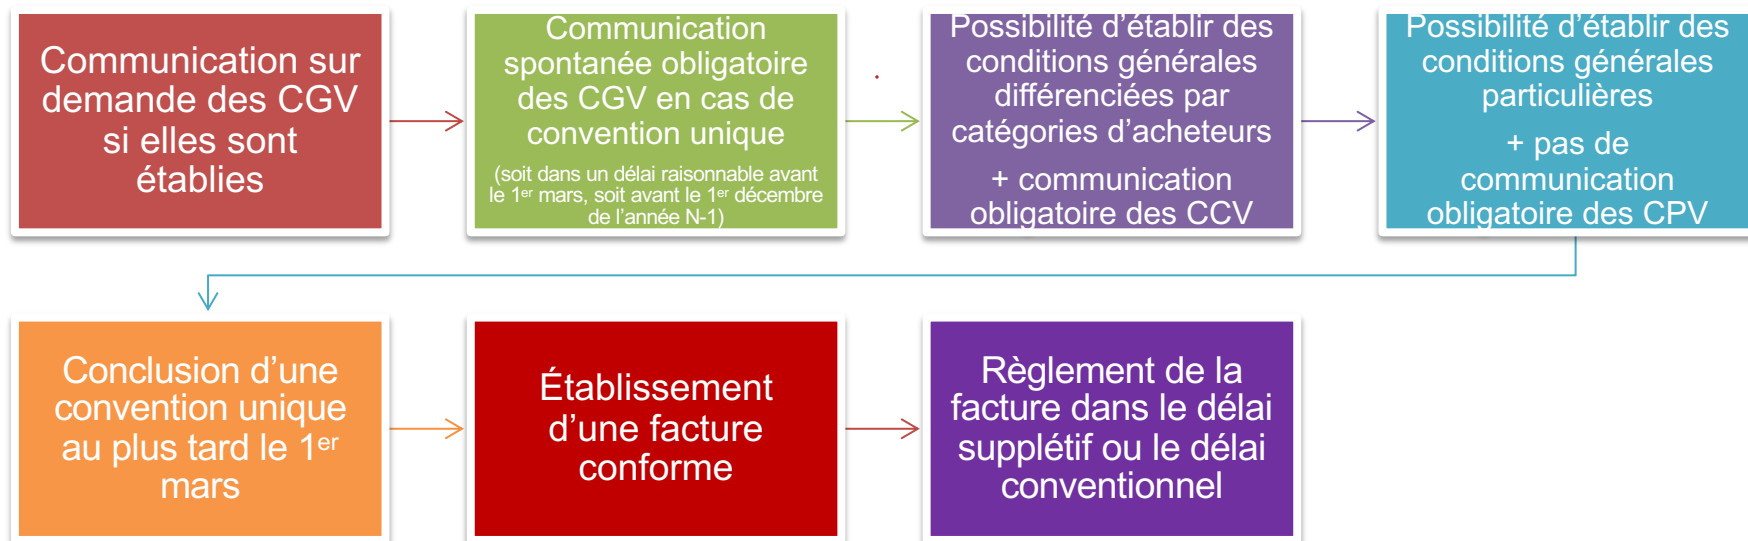 Communication sur
demande des CGV
si elles sont
établies
Communication
spontanée obligatoire
des CGV en cas de
convention unique
(soit dans un délai raisonnable avant
le 1er mars, soit avant le 1er décembre
de l’année N-1)
Possibilité d’établir des
conditions générales
différenciées par
catégories d’acheteurs
+ communication
obligatoire des CCV
Possibilité d’établir des
conditions générales
particulières
+ pas de
communication
obligatoire des CPV
Conclusion d’une
convention unique
au plus tard le 1er
mars
Établissement
d’une facture
conforme
Règlement de la
facture dans le délai
supplétif ou le délai
conventionnel